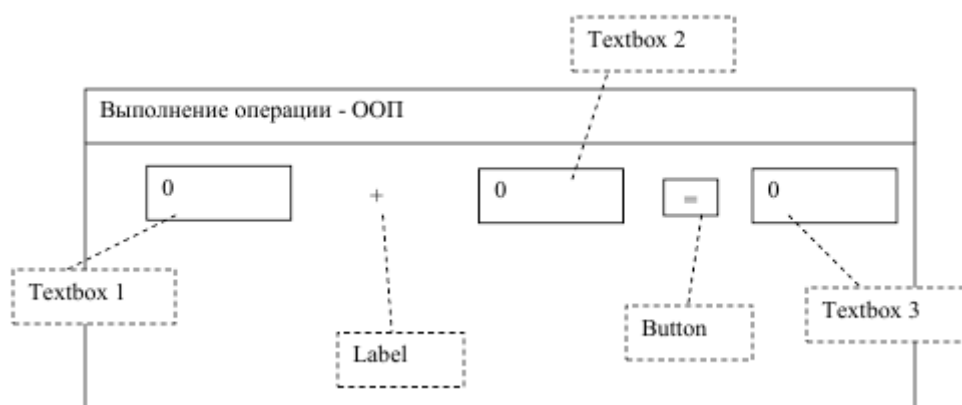 Textbox 2
Выполнение операции - ООП
0
+
0
=
0
Textbox 1
Label
Button
Textbox 3